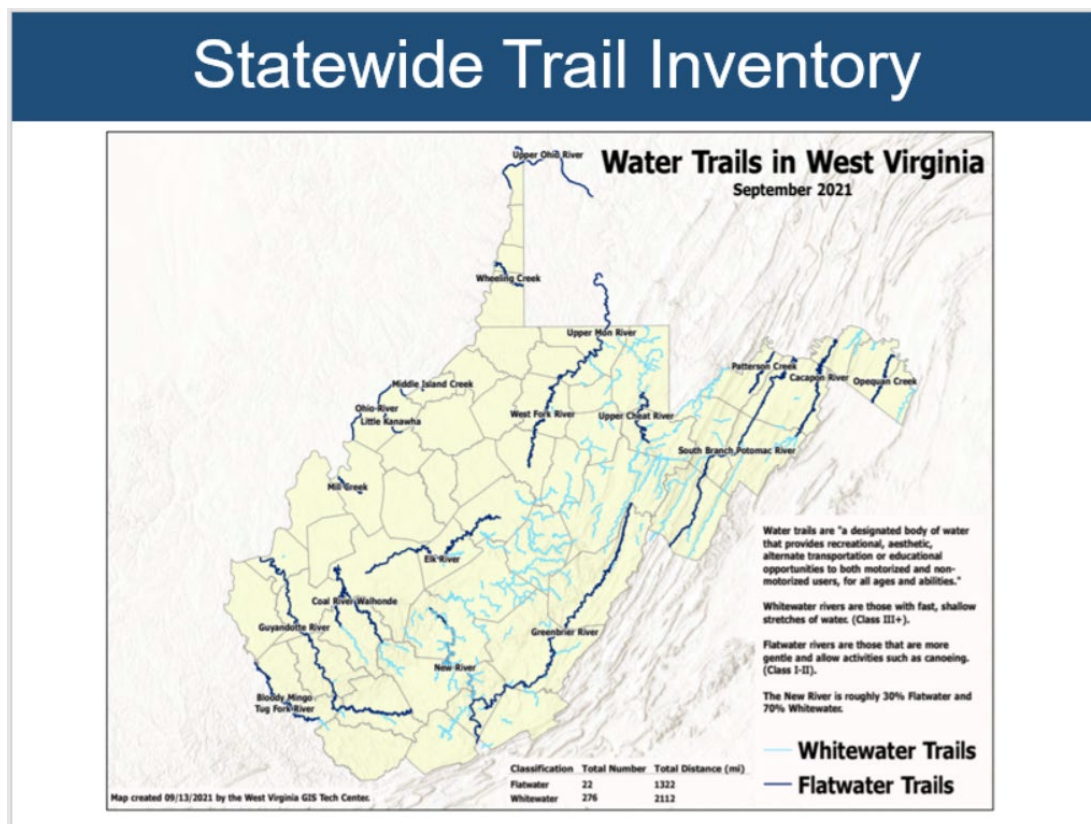 Statewide Trail Inventory
Water Trails in West Virginia
September 2021
Upper Ohio River
Wheeling Creek
Upper Mon River
Patterson Creek
Cacapon River
Opequan Creek
Middle Island Creek
Ohio River
Little Kanawha
West Fork River
Upper Cheat River
South Branch Potomac River
Mill Creek
Elk River
Coal River Walhonde
Guyandotte River
Greenbrier River
New River
Bloody Mingo
Tug Fork River
Water trails are "a designated body of water
that provides recreational, aesthetic,
alternate transportation or educational
opportunities to both motorized and non-
motorized users, for all ages and abilities."
Whitewater rivers are those with fast, shallow
stretches of water. (Class III+).
Flatwater rivers are those that are more
gentle and allow activities such as canoeing.
(Class I-II).
The New River is roughly 30% Flatwater and
70% Whitewater.
Whitewater Trails
Flatwater Trails
Classification Total Number Total Distance (mi)
Flatwater 22 1322
Whitewater 276 2112
Map created 09/13/2021 by the West Virginia GIS Tech Center.